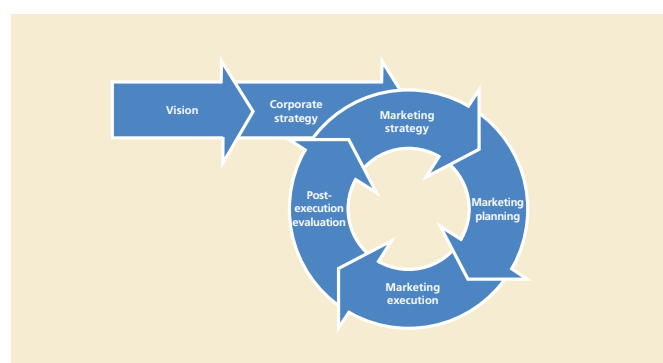 Vision
Corporate
strategy
Marketing
strategy
Marketing
planning
Marketing
execution
Post-
execution
evaluation